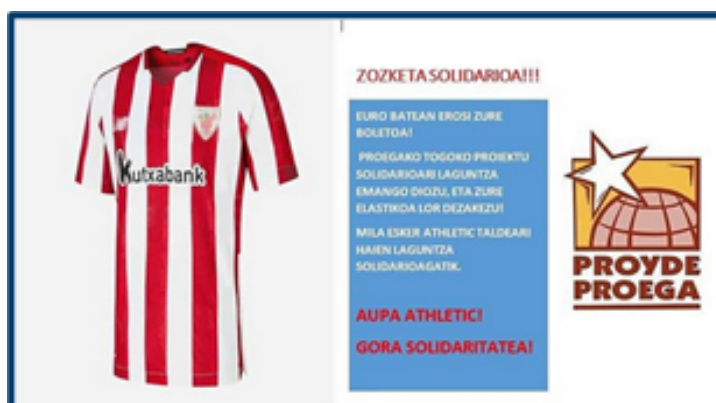 Kutxabank
ZOZKETA SOLIDARIOA!!!
EURO BATEAN EROSI ZURE
BOLETOA!
PROEGAKO TOGOKO PROIEKTU
SOLIDARIOARI LAGUNTZA
EMANGO DIOZU, ETA ZURE
ELASTIKOA LOR DEZAKEZU!
MILA ESKER ATHLETIC TALDEARI
HAIEN LAGUNTZA
SOLIDARIOAGATIK.
AUPA ATHLETIC!
GORA SOLIDARITATEA!
PROYDE
PROEGA